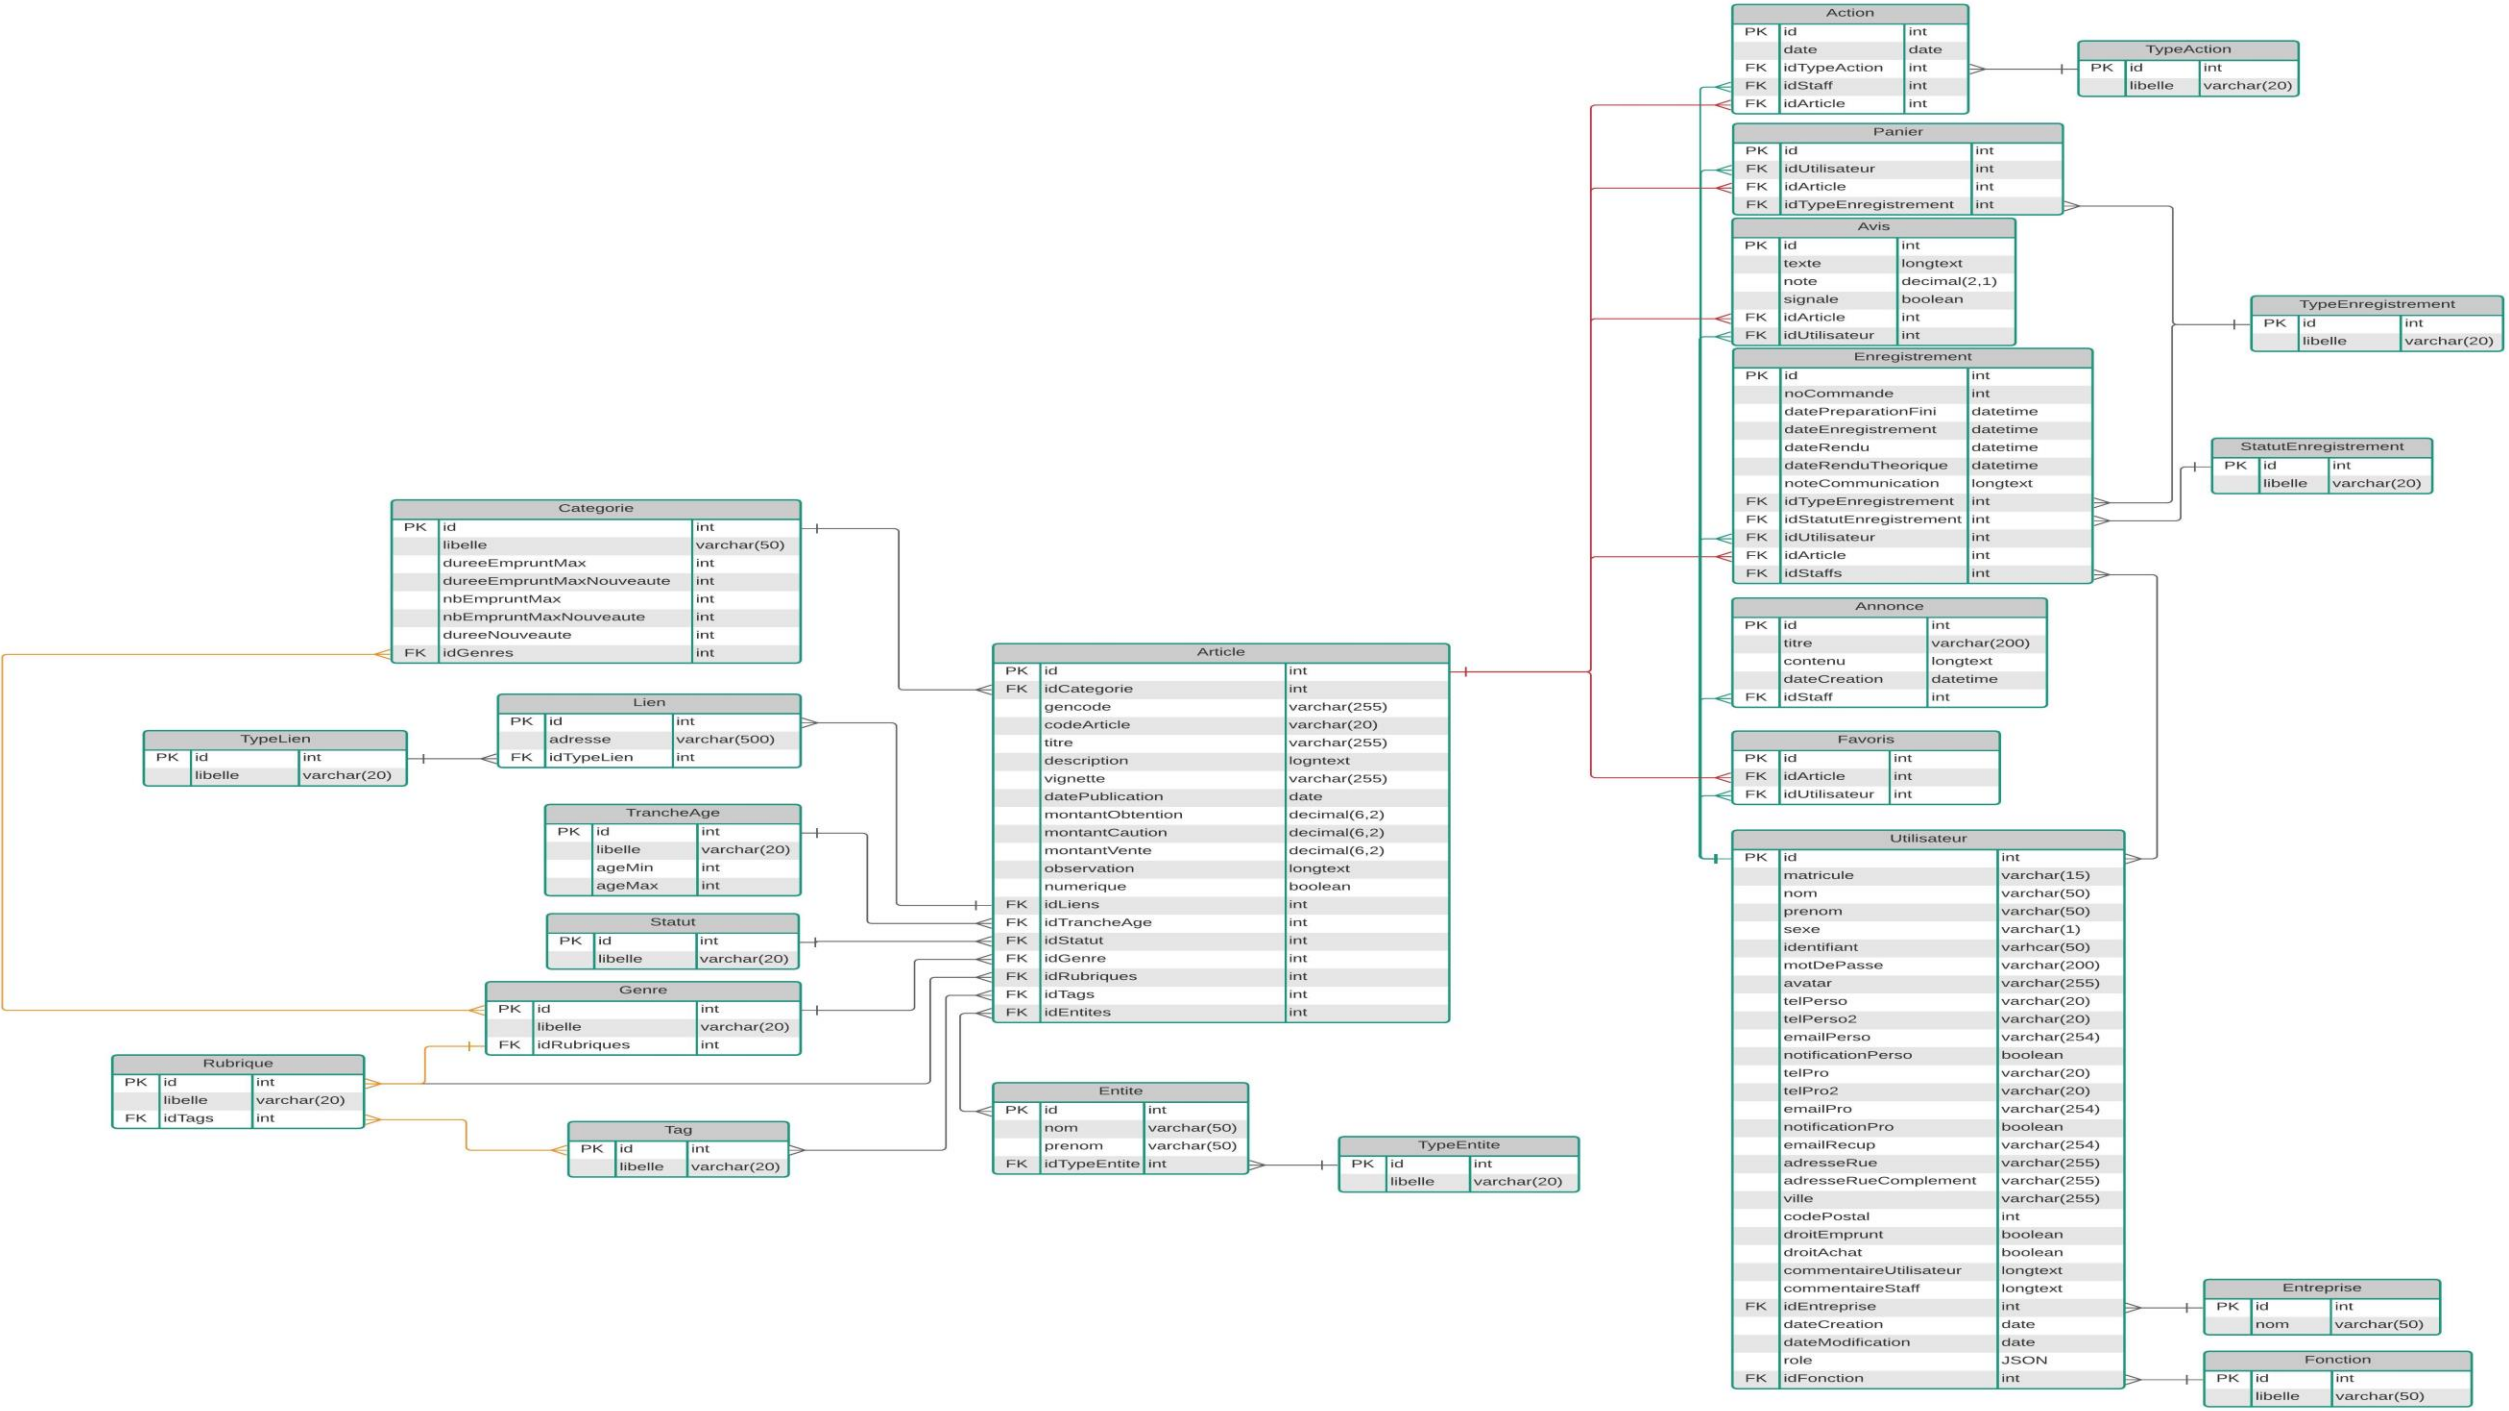 Action
PK id int
date date
FK idTypeAction int
FK idStaff int
FK idArticle int
TypeAction
PK id int
libelle varchar(20)
Panier
PK id int
FK idUtilisateur int
FK idArticle int
FK idTypeEnregistrement int
Avis
PK id int
texte longtext
note decimal(2,1)
signale boolean
FK idArticle int
FK idUtilisateur int
TypeEnregistrement
PK id int
libelle varchar(20)
Enregistrement
PK id int
noCommande int
datePreparationFini datetime
dateEnregistrement datetime
dateRendu datetime
dateRenduTheorique datetime
noteCommunication longtext
FK idTypeEnregistrement int
FK idStatutEnregistrement int
FK idUtilisateur int
FK idArticle int
FK idStaffs int
StatutEnregistrement
PK id int
libelle varchar(20)
Categorie
PK id int
libelle varchar(50)
dureeEmpruntMax int
dureeEmpruntMaxNouveaute int
nbEmpruntMax int
nbEmpruntMaxNouveaute int
dureeNouveaute int
FK idGenres int
Annonce
PK id int
titre varchar(200)
contenu longtext
dateCreation datetime
FK idStaff int
Article
PK id int
FK idCategorie int
gencode varchar(255)
codeArticle varchar(20)
titre varchar(255)
description logntext
vignette varchar(255)
datePublication date
montantObtention decimal(6,2)
montantCaution decimal(6,2)
montantVente decimal(6,2)
observation longtext
numerique boolean
FK idLiens int
FK idTrancheAge int
FK idStatut int
FK idGenre int
FK idRubriques int
FK idTags int
FK idEntites int
Lien
PK id int
adresse varchar(500)
FK idTypeLien int
TypeLien
PK id int
libelle varchar(20)
Favoris
PK id int
FK idArticle int
FK idUtilisateur int
TrancheAge
PK id int
libelle varchar(20)
ageMin int
ageMax int
Statut
PK id int
libelle varchar(20)
Genre
PK id int
libelle varchar(20)
FK idRubriques int
Rubrique
PK id int
libelle varchar(20)
FK idTags int
Tag
PK id int
libelle varchar(20)
Entite
PK id int
nom varchar(50)
prenom varchar(50)
FK idTypeEntite int
TypeEntite
PK id int
libelle varchar(20)
Utilisateur
PK id int
matricule varchar(15)
nom varchar(50)
prenom varchar(50)
sexe varchar(1)
identifiant varhcar(50)
motDePasse varchar(200)
avatar varchar(255)
telPerso varchar(20)
telPerso2 varchar(20)
emailPerso varchar(254)
notificationPerso boolean
telPro varchar(20)
telPro2 varchar(20)
emailPro varchar(254)
notificationPro boolean
emailRecup varchar(254)
adresseRue varchar(255)
adresseRueComplement varchar(255)
ville varchar(255)
codePostal int
droitEmprunt boolean
droitAchat boolean
commentaireUtilisateur longtext
commentaireStaff longtext
FK idEntreprise int
dateCreation date
dateModification date
role JSON
FK idFonction int
Entreprise
PK id int
nom varchar(50)
Fonction
PK id int
libelle varchar(50)